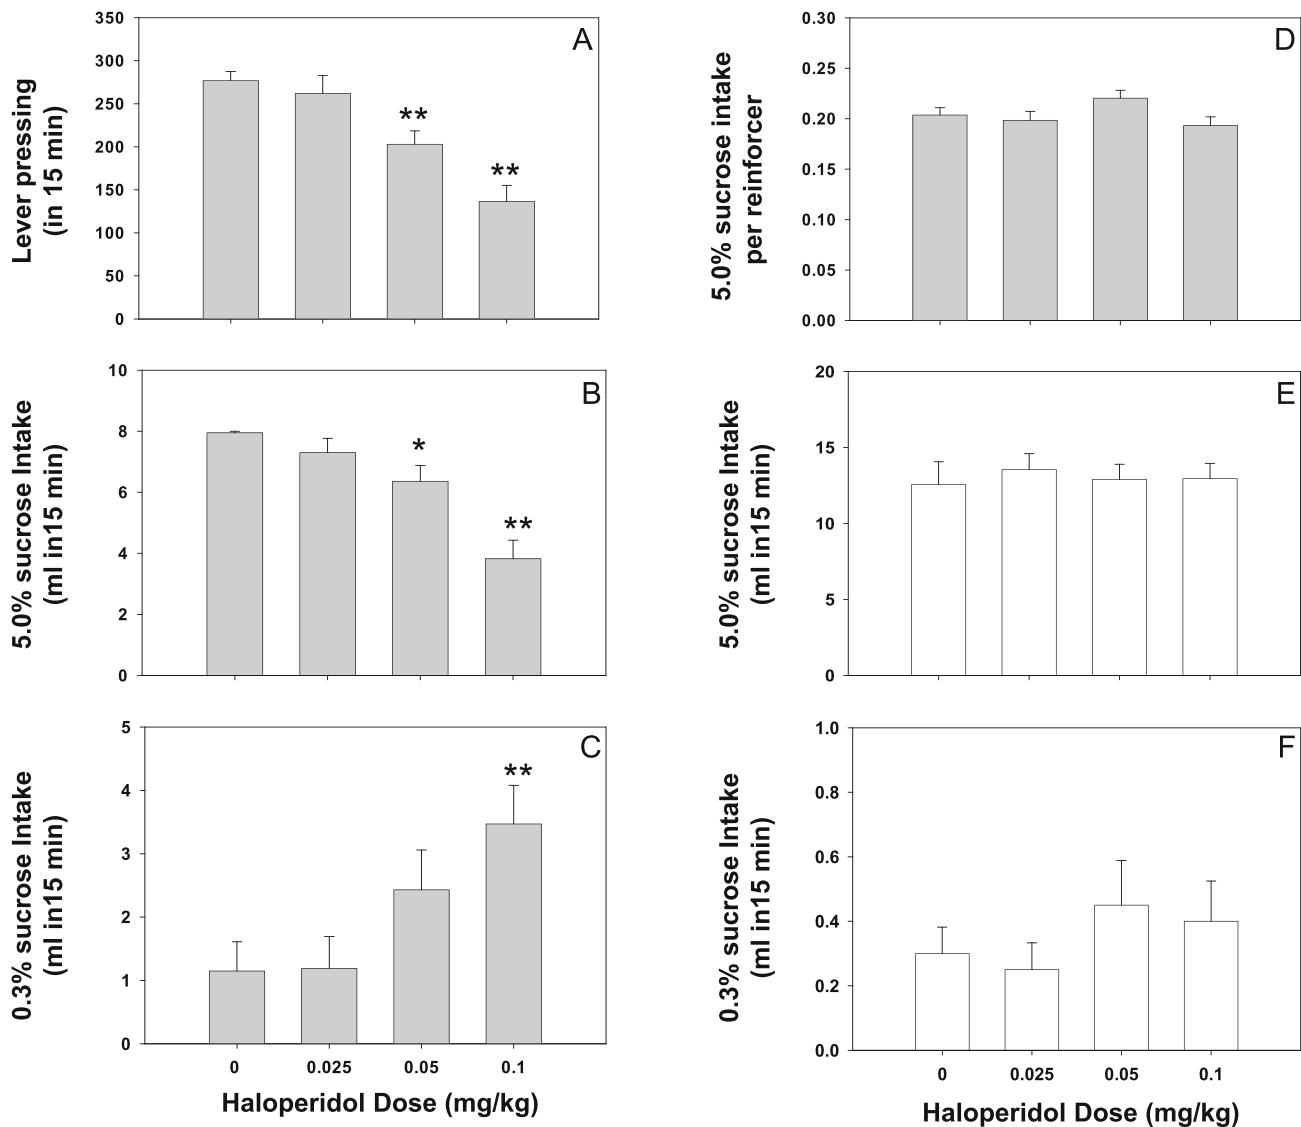 A
Lever pressing
(in 15 min)
350
300
250
200
150
100
50
0
**
**
B
5.0% sucrose Intake
(ml in15 min)
10
8
6
4
2
0
*
**
C
0.3% sucrose Intake
(ml in15 min)
5
4
3
2
1
0
**
0 0.025 0.05 0.1
Haloperidol Dose (mg/kg)
D
5.0% sucrose intake
per reinforcer
0.30
0.25
0.20
0.15
0.10
0.05
0.00
E
5.0% sucrose Intake
(ml in15 min)
20
15
10
5
0
F
0.3% sucrose Intake
(ml in15 min)
1.0
0.8
0.6
0.4
0.2
0.0
0 0.025 0.05 0.1
Haloperidol Dose (mg/kg)